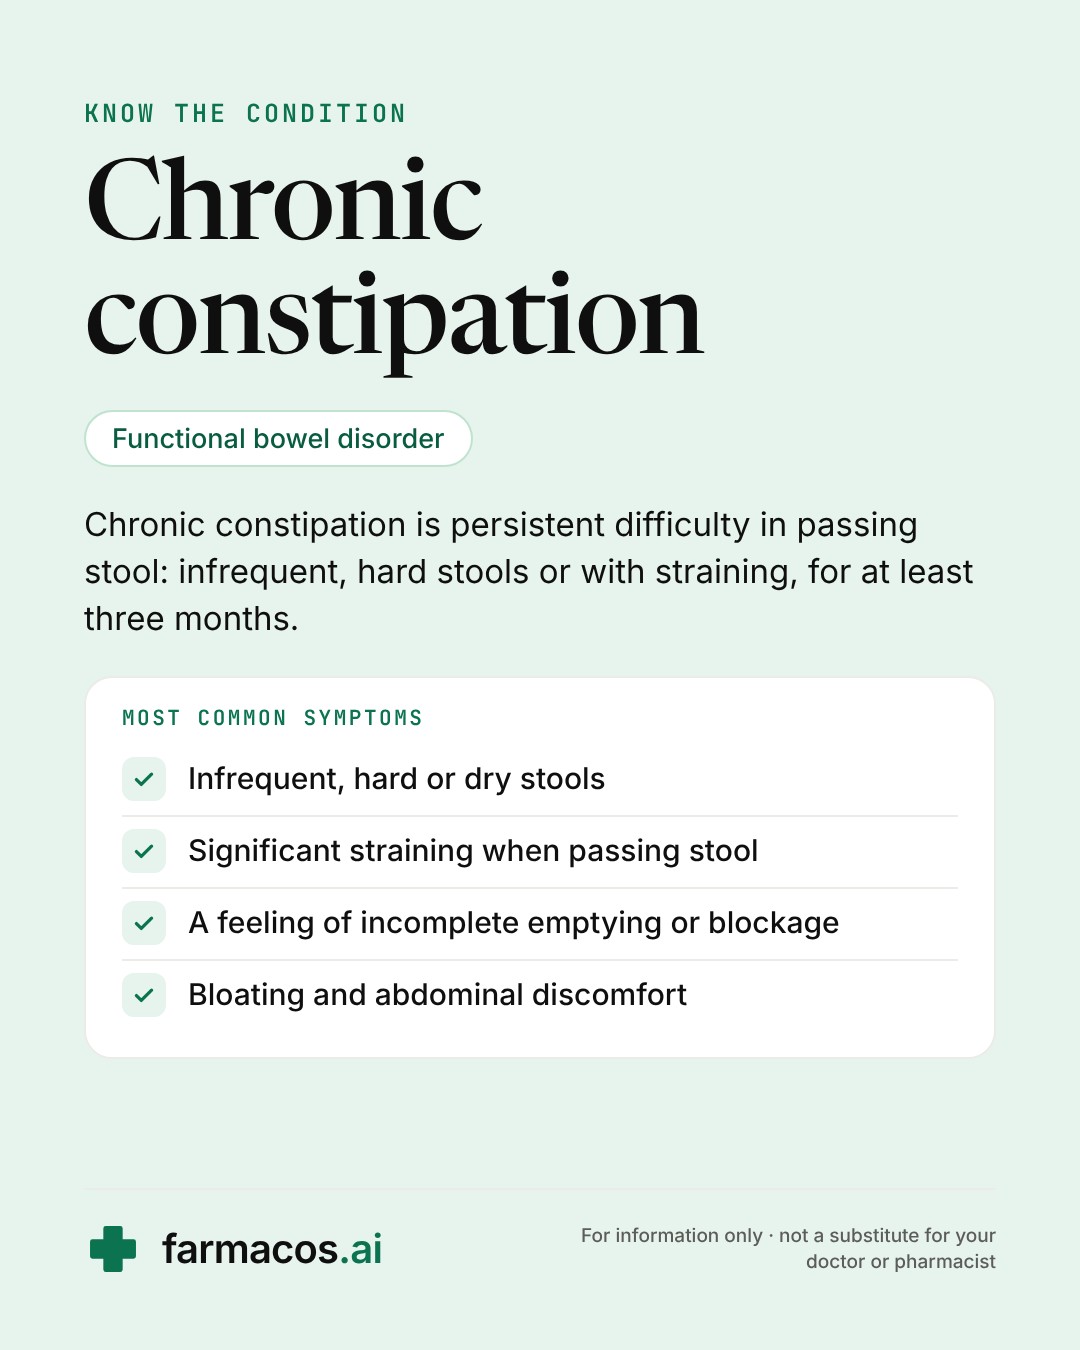 KNOW THE CONDITION
Chronic
constipation
Functional bowel disorder
Chronic constipation is persistent difficulty in passing
stool: infrequent, hard stools or with straining, for at least
three months.
MOST COMMON SYMPTOMS
Infrequent, hard or dry stools
Significant straining when passing stool
A feeling of incomplete emptying or blockage
Bloating and abdominal discomfort
farmacos.ai
For information only · not a substitute for your
doctor or pharmacist